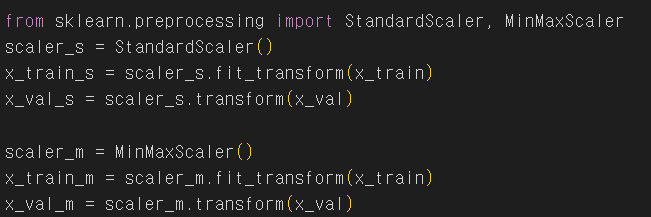 from sklearn.preprocessing import StandardScaler, MinMaxScaler
scaler_s = StandardScaler()
x_train_s = scaler_s.fit_transform(x_train)
x_val_s = scaler_s.transform(x_val)

scaler_m = MinMaxScaler()
x_train_m = scaler_m.fit_transform(x_train)
x_val_m = scaler_m.transform(x_val)